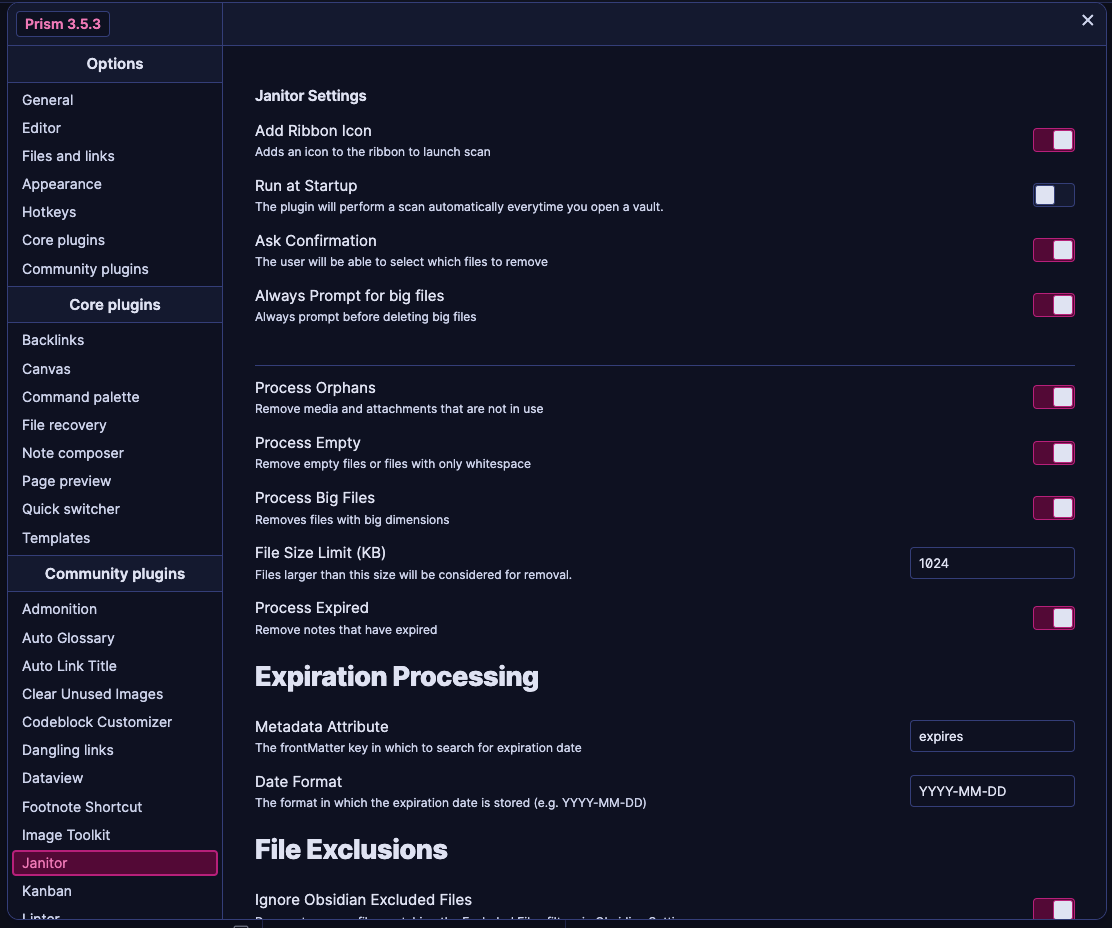 Prism 3.5.3
Options
General
Editor
Files and links
Appearance
Hotkeys
Core plugins
Community plugins
Core plugins
Backlinks
Canvas
Command palette
File recovery
Note composer
Page preview
Quick switcher
Templates
Community plugins
Admonition
Auto Glossary
Auto Link Title
Clear Unused Images
Codeblock Customizer
Dangling links
Dataview
Footnote Shortcut
Image Toolkit
Janitor
Kanban
Linter
Janitor Settings
Add Ribbon Icon
Adds an icon to the ribbon to launch scan
Run at Startup
The plugin will perform a scan automatically everytime you open a vault.
Ask Confirmation
The user will be able to select which files to remove
Always Prompt for big files
Always prompt before deleting big files
Process Orphans
Remove media and attachments that are not in use
Process Empty
Remove empty files or files with only whitespace
Process Big Files
Removes files with big dimensions
File Size Limit (KB)
Files larger than this size will be considered for removal.
1024
Process Expired
Remove notes that have expired
Expiration Processing
Metadata Attribute
The frontMatter key in which to search for expiration date
expires
Date Format
The format in which the expiration date is stored (e.g. YYYY-MM-DD)
YYYY-MM-DD
File Exclusions
Ignore Obsidian Excluded Files